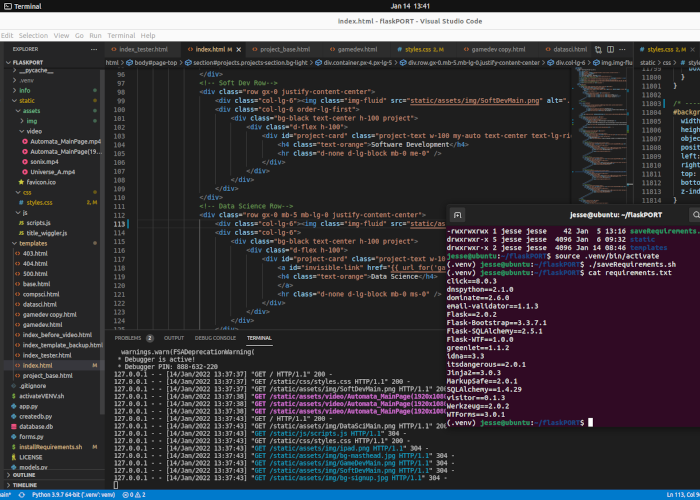 Terminal
Jan 14 13:41
index.html - flaskPORT - Visual Studio Code
Edit Selection View Go Run Terminal Help
EXPLORER
index_tester.html index.html M project_base.html gamedev.html styles.css 2, M gamedev copy.html datasci.html
styles.css 2, M
html > body#page-top > section#projects.projects-section.bg-light > div.container.px-4.px-lg-5 > div.row.gx-0.mb-5.mb-lg-0.justify-content-center > div.col-lg-6 > img.img-fluid
static > css >
FLASKPORT
__pycache__
.venv
Info
static
assets
img
video
Automata_MainPage.mp4
Automata_MainPage(19...
sonix.mp4
Universe_A.mp4
favicon.ico
css
styles.css 2, M
js
scripts.js
title_wiggler.js
templates
403.html
404.html
500.html
base.html
compsci.html
datasci.html
gamedev copy.html
gamedev.html
index_before_video.html
index_template_backup.html
index_tester.html
index.html M
project_base.html
.gitignore
activateVENV.sh
app.py
createdb.py
database.db
forms.py
installRequirements.sh M
LICENSE
models.py
OUTLINE
TIMELINE
96 </div>
98 <!-- Soft Dev Row-->
98 <div class="row gx-0 justify-content-center">
99 <div class="col-lg-6"><img class="img-fluid" src="static/assets/img/SoftDevMain.png" alt="..
100 <div class="col-lg-6 order-lg-first">
101 <div class="bg-black text-center h-100 project">
102 <div class="d-flex h-100">
103 <div id="project-card" class="project-text w-100 my-auto text-center text-lg-ri
104 <h4 class="text-orange">Software Development</h4>
105 <hr class="d-none d-lg-block mb-0 me-0" />
106 </div>
107 </div>
108 </div>
109 </div>
110 </div>
111 <!-- Data Science Row-->
112 <div class="row gx-0 mb-5 mb-lg-0 justify-content-center">
113 <div class="col-lg-6"><img class="img-fluid" src="static/as
114 <div class="col-lg-6">
115 <div class="bg-black text-center h-100 project">
116 <div class="d-flex h-100">
117 <div id="project-card" class="project-text w-10
118 <a id="invisible-link" href="{{ url_for('ga
119 <h4 class="text-orange">Data Science</h4>
120 </a>
121 <hr class="d-none d-lg-block mb-0 ms-0" />
122 </div>
123 </div>
124 </div>
11799 box
11800 }
11801 }
11802
11803 /* ----
11804 #Backgr
11805 width
11806 heigh
11807 objec
11808 posit
11809 left:
11810 right
11811 top:
11812 botto
11813 z-ind
11814 }
PROBLEMS 2 OUTPUT DEBUG CONSOLE TERMINAL
warnings.warn(FSADeprecationWarning(
* Debugger is active!
* Debugger PIN: 888-632-220
127.0.0.1 - - [14/Jan/2022 13:37:37] "GET / HTTP/1.1" 200 -
127.0.0.1 - - [14/Jan/2022 13:37:37] "GET /static/css/styles.css HTTP/1.1" 200 -
127.0.0.1 - - [14/Jan/2022 13:37:37] "GET /static/assets/img/SoftDevMain.png HTTP/1.1" 200
127.0.0.1 - - [14/Jan/2022 13:37:38] "GET /static/assets/video/Automata_MainPage(1920x1080
127.0.0.1 - - [14/Jan/2022 13:37:38] "GET /static/assets/video/Automata_MainPage(1920x1080
127.0.0.1 - - [14/Jan/2022 13:37:38] "GET /static/assets/video/Automata_MainPage(1920x1080
127.0.0.1 - - [14/Jan/2022 13:37:43] "GET / HTTP/1.1" 200 -
127.0.0.1 - - [14/Jan/2022 13:37:43] "GET /static/assets/img/DataSciMain.png HTTP/1.1" 200
127.0.0.1 - - [14/Jan/2022 13:37:43] "GET /static/js/scripts.js HTTP/1.1" 304 -
127.0.0.1 - - [14/Jan/2022 13:37:43] "GET /static/css/styles.css HTTP/1.1" 200 -
127.0.0.1 - - [14/Jan/2022 13:37:43] "GET /static/assets/img/ipad.png HTTP/1.1" 304 -
127.0.0.1 - - [14/Jan/2022 13:37:43] "GET /static/assets/img/bg-masthead.jpg HTTP/1.1" 304
127.0.0.1 - - [14/Jan/2022 13:37:43] "GET /static/assets/img/GameDevMain.png HTTP/1.1" 304
127.0.0.1 - - [14/Jan/2022 13:37:43] "GET /static/assets/img/SoftDevMain.png HTTP/1.1" 304
127.0.0.1 - - [14/Jan/2022 13:37:43] "GET /static/assets/img/bg-signup.jpg HTTP/1.1" 304 -
jesse@ubuntu: ~/flaskPORT
-rwxrwxrwx 1 jesse jesse 42 Jan 5 13:16 saveRequirements.
drwxrwxr-x 5 jesse jesse 4096 Jan 6 09:32 static
drwxrwxr-x 2 jesse jesse 4096 Jan 14 08:46 templates
jesse@ubuntu:~/flaskPORT$ source .venv/bin/activate
(.venv) jesse@ubuntu:~/flaskPORT$ ./saveRequirements.sh
(.venv) jesse@ubuntu:~/flaskPORT$ cat requirements.txt
click==8.0.3
dnspython==2.1.0
dominate==2.6.0
email-validator==1.1.3
Flask==2.0.2
Flask-Bootstrap==3.3.7.1
Flask-SQLAlchemy==2.5.1
Flask-WTF==1.0.0
greenlet==1.1.2
idna==3.3
itsdangerous==2.0.1
Jinja2==3.0.3
MarkupSafe==2.0.1
SQLAlchemy==1.4.29
visitor==0.1.3
Werkzeug==2.0.2
WTForms==3.0.1
(.venv) jesse@ubuntu:~/flaskPORT$
main* Python 3.9.7 64-bit ('.venv': venv) 0 2
Ln 113, Col 5